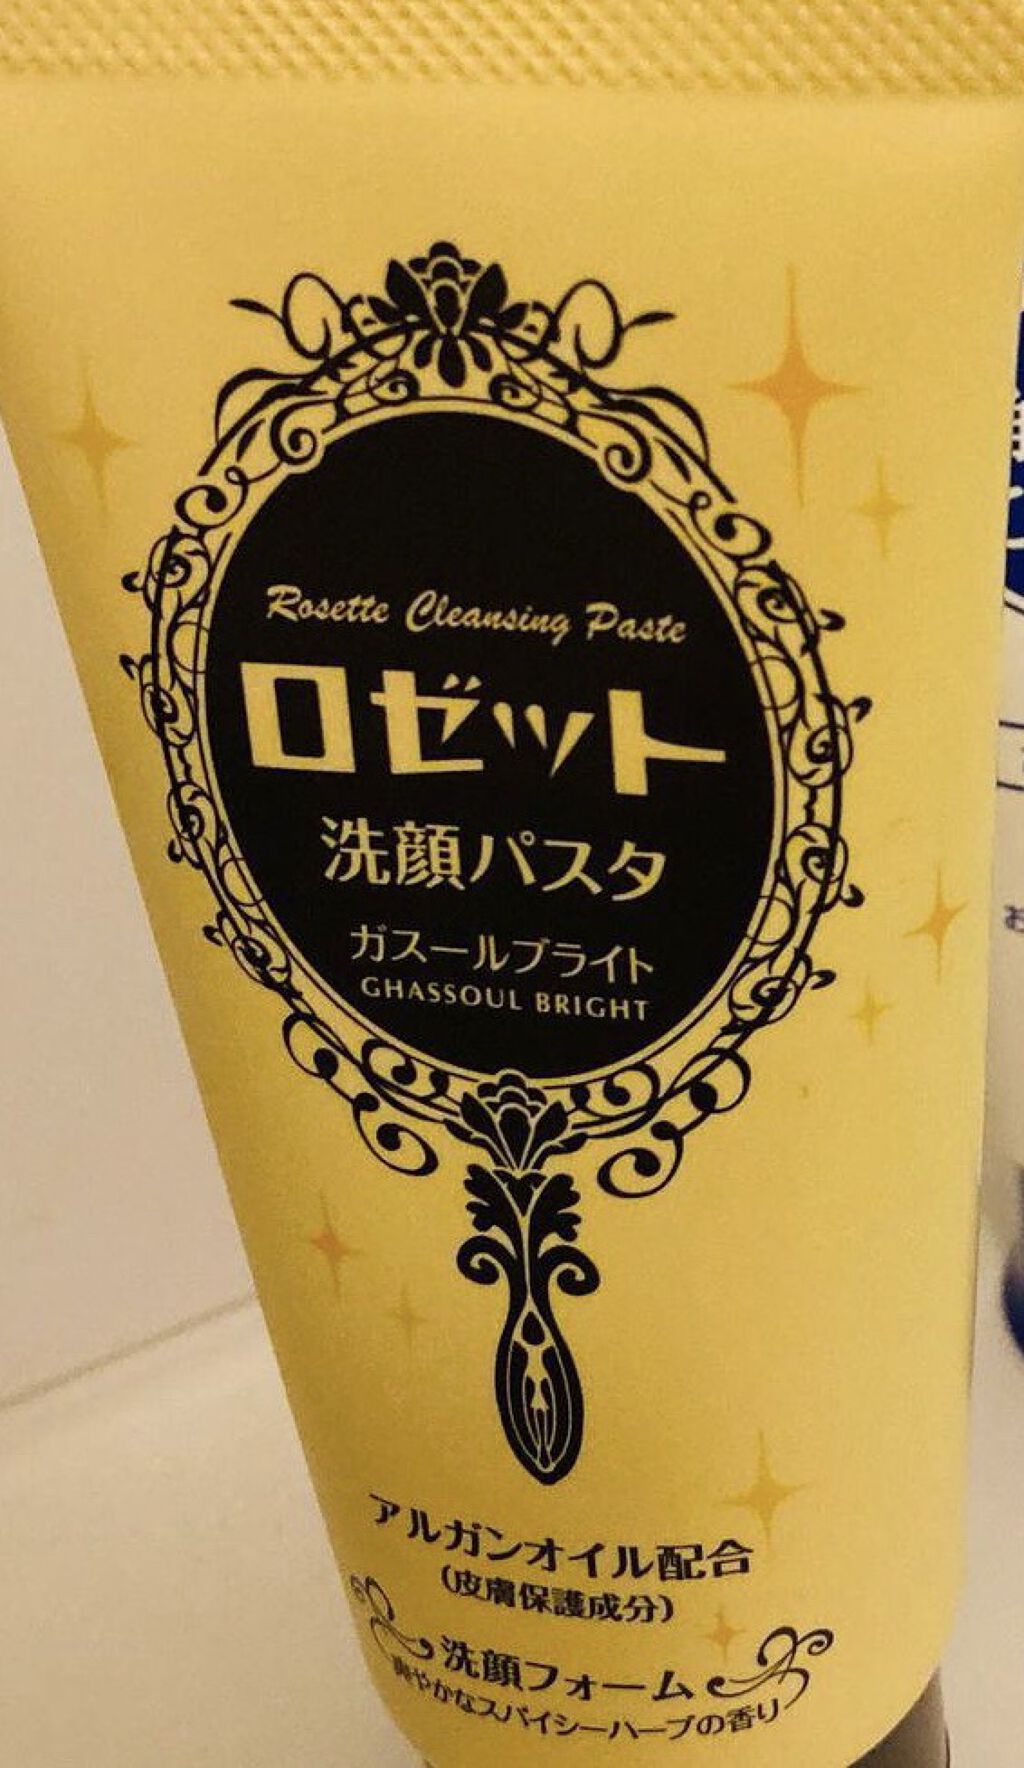 Rosette Cleansing Paste
ロゼット
洗顔パスタ
ガスールブライト
GHASSOUL BRIGHT
アルガンオイル配合
(皮膚保護成分)
洗顔フォーム
爽やかなスパイシーハーブの香り